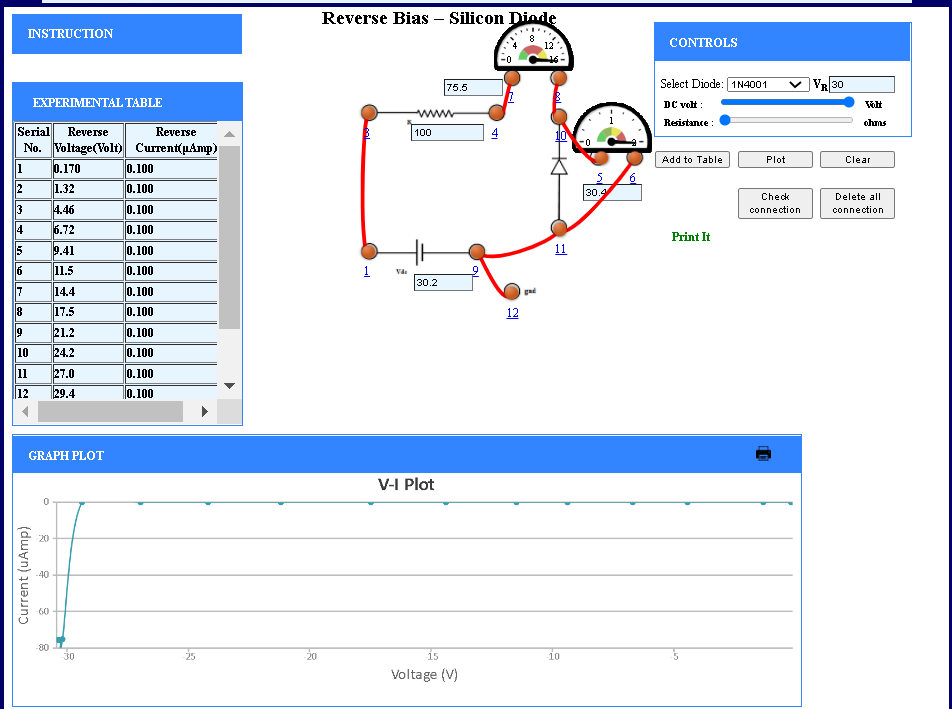 Reverse Bias – Silicon Diode
INSTRUCTION
CONTROLS
Select Diode: 1N4001 VR 30
DC volt : Volt
Resistance : ohms
Add to Table Plot Clear
Check connection Delete all connection
Print It
EXPERIMENTAL TABLE
Serial No. Reverse Voltage(Volt) Reverse Current(µAmp)
1 0.170 0.100
2 1.32 0.100
3 4.46 0.100
4 6.72 0.100
5 9.41 0.100
6 11.5 0.100
7 14.4 0.100
8 17.5 0.100
9 21.2 0.100
10 24.2 0.100
11 27.0 0.100
12 29.4 0.100
0 4 8 12 16
75.5
7 8
3 4
R
100
10
0 1 2
5 6
30.4
11
1 9
Vdc
30.2
gnd
12
GRAPH PLOT
V-I Plot
Current (uAmp)
0
-20
-40
-60
-80
-30 -25 -20 -15 -10 -5
Voltage (V)